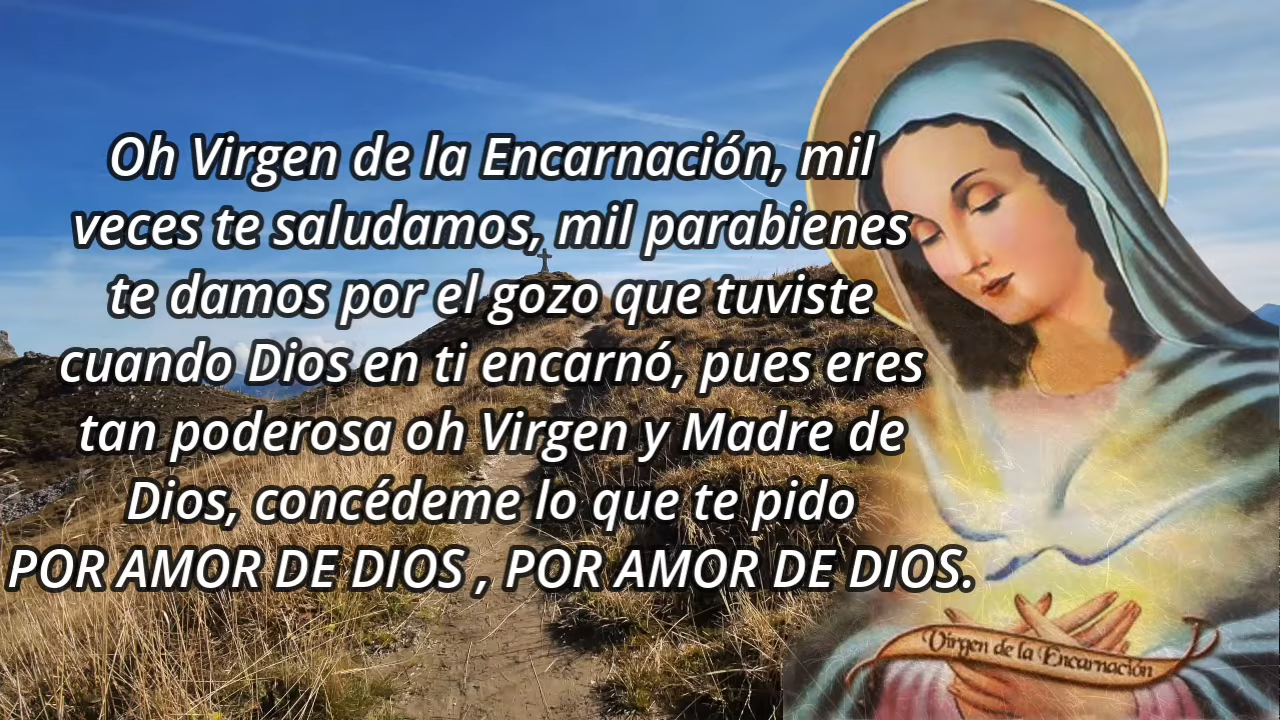 Oh Virgen de la Encarnación, mil
veces te saludamos, mil parabienes
te damos por el gozo que tuviste
cuando Dios en ti encarnó, pues eres
tan poderosa oh Virgen y Madre de
Dios, concédeme lo que te pido
POR AMOR DE DIOS , POR AMOR DE DIOS.
Virgen de la Encarnación